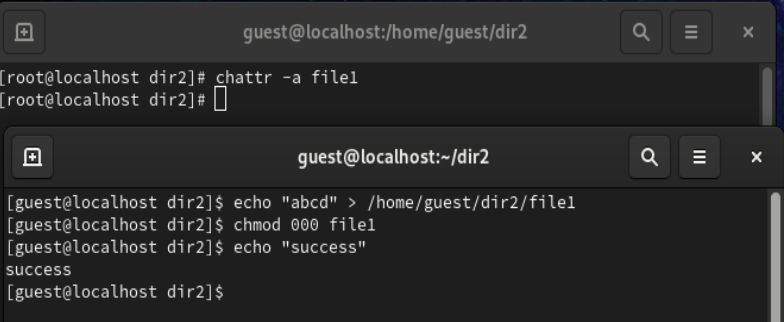 guest@localhost:/home/guest/dir2
[root@localhost dir2]# chattr -a file1
[root@localhost dir2]#
guest@localhost:~/dir2
[guest@localhost dir2]$ echo "abcd" > /home/guest/dir2/file1
[guest@localhost dir2]$ chmod 000 file1
[guest@localhost dir2]$ echo "success"
success
[guest@localhost dir2]$